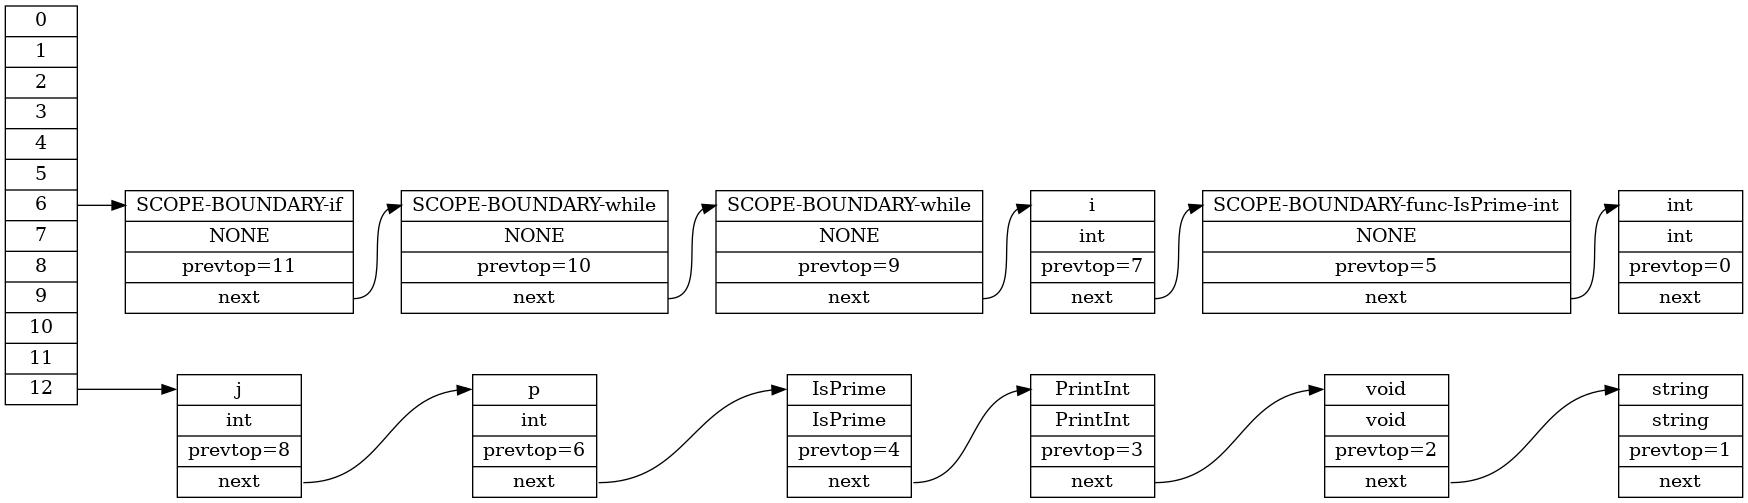 0
1
2
3
4
5
6
7
8
9
10
11
12
SCOPE-BOUNDARY-if
NONE
prevtop=11
next
SCOPE-BOUNDARY-while
NONE
prevtop=10
next
SCOPE-BOUNDARY-while
NONE
prevtop=9
next
i
int
prevtop=7
next
SCOPE-BOUNDARY-func-IsPrime-int
NONE
prevtop=5
next
int
int
prevtop=0
next
j
int
prevtop=8
next
p
int
prevtop=6
next
IsPrime
IsPrime
prevtop=4
next
PrintInt
PrintInt
prevtop=3
next
void
void
prevtop=2
next
string
string
prevtop=1
next